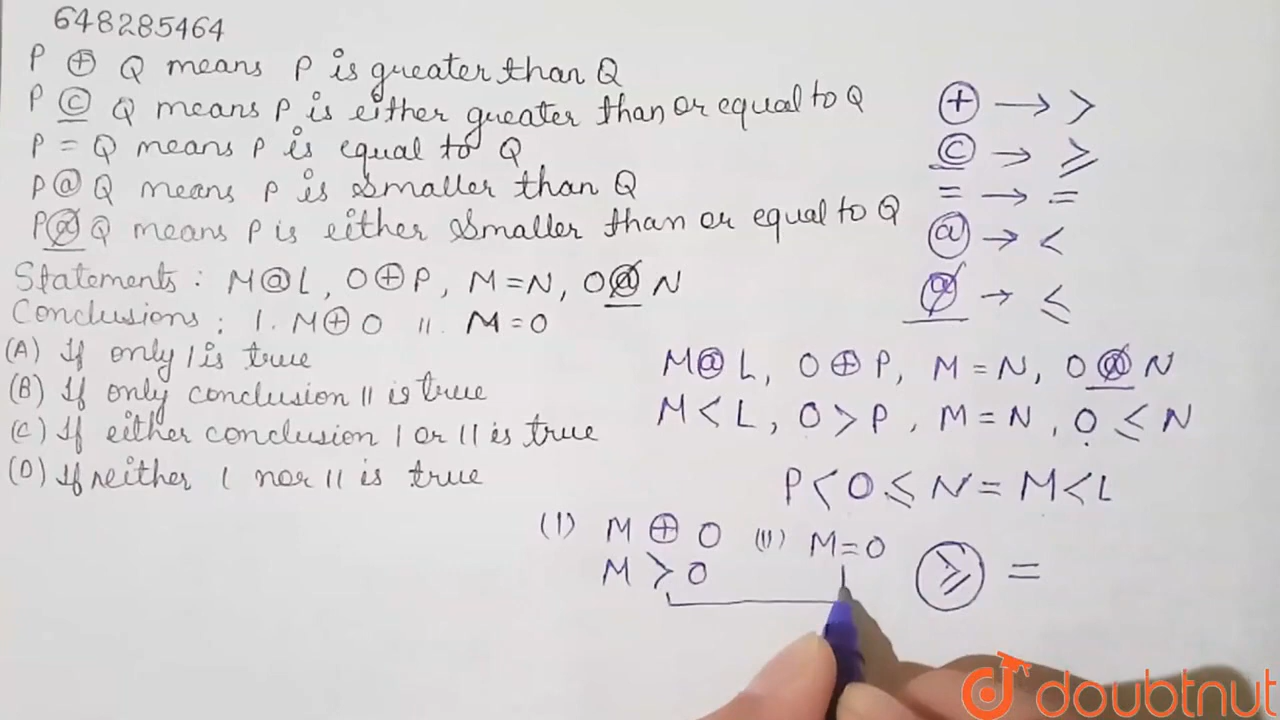 648285464
P ⊕ Q means P is greater than Q
P © Q means P is either greater than or equal to Q
P = Q means P is equal to Q
P @ Q means P is smaller than Q
P @̸ Q means P is either smaller than or equal to Q
Statements : M @ L, O ⊕ P, M = N, O @̸ N
Conclusions : I. M ⊕ O II. M = O
(A) If only I is true
(B) If only conclusion II is true
(C) If either conclusion I or II is true
(D) If neither I nor II is true
⊕ → >
© → ≥
= → =
@ → <
@̸ → ≤
M @ L, O ⊕ P, M = N, O @̸ N
M < L, O > P, M = N, O ≤ N
P < O ≤ N = M < L
(I) M ⊕ O (II) M = O
M > O
≥ =
doubtnut